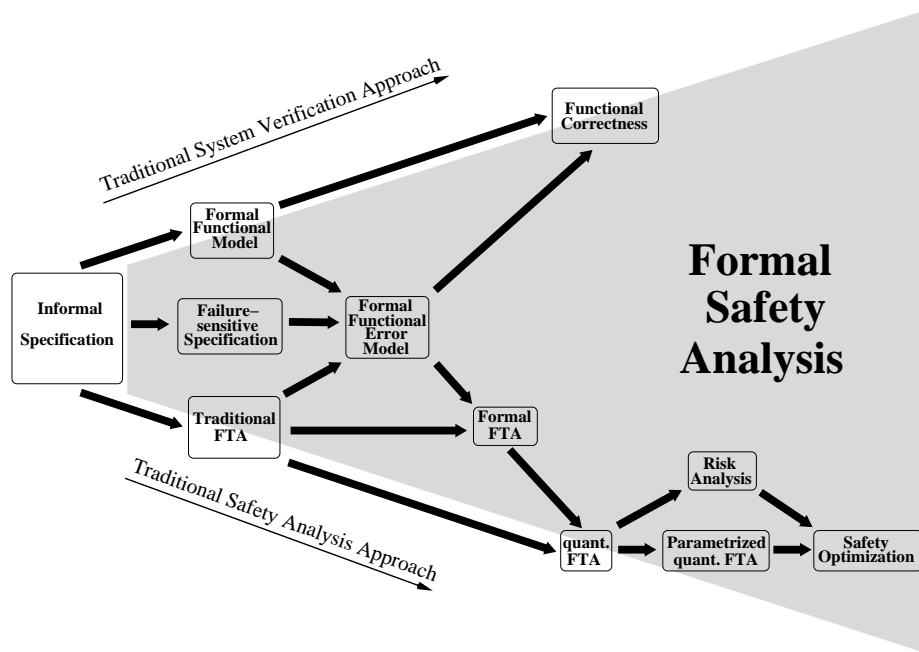 Traditional System Verification Approach
Functional
Correctness
Formal
Functional
Model
Formal
Safety
Analysis
Informal
Specification
Failure–
sensitive
Specification
Formal
Functional
Error
Model
Traditional
FTA
Formal
FTA
Traditional Safety Analysis Approach
Risk
Analysis
quant.
FTA
Parametrized
quant. FTA
Safety
Optimization